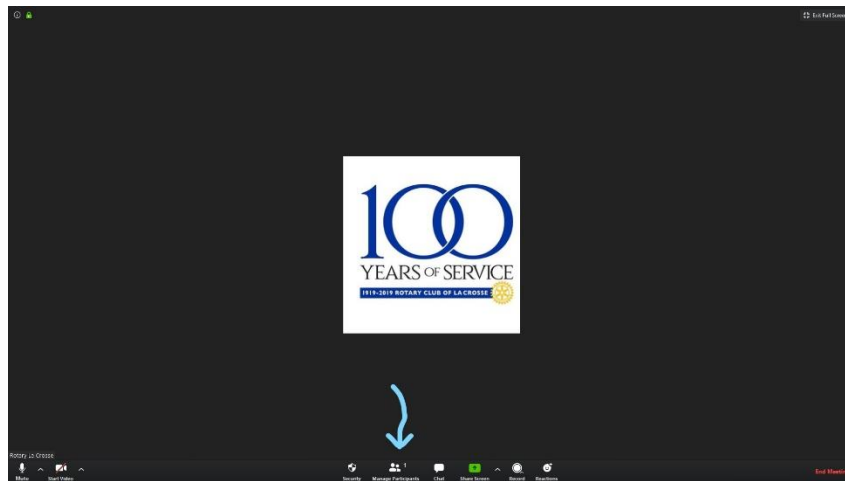 Exit Full Screen
100
YEARS OF SERVICE
1919-2019 ROTARY CLUB OF LA CROSSE
Rotary La Crosse
Mute Start Video Security Manage Participants 1 Chat Share Screen Record Reactions End Meeting